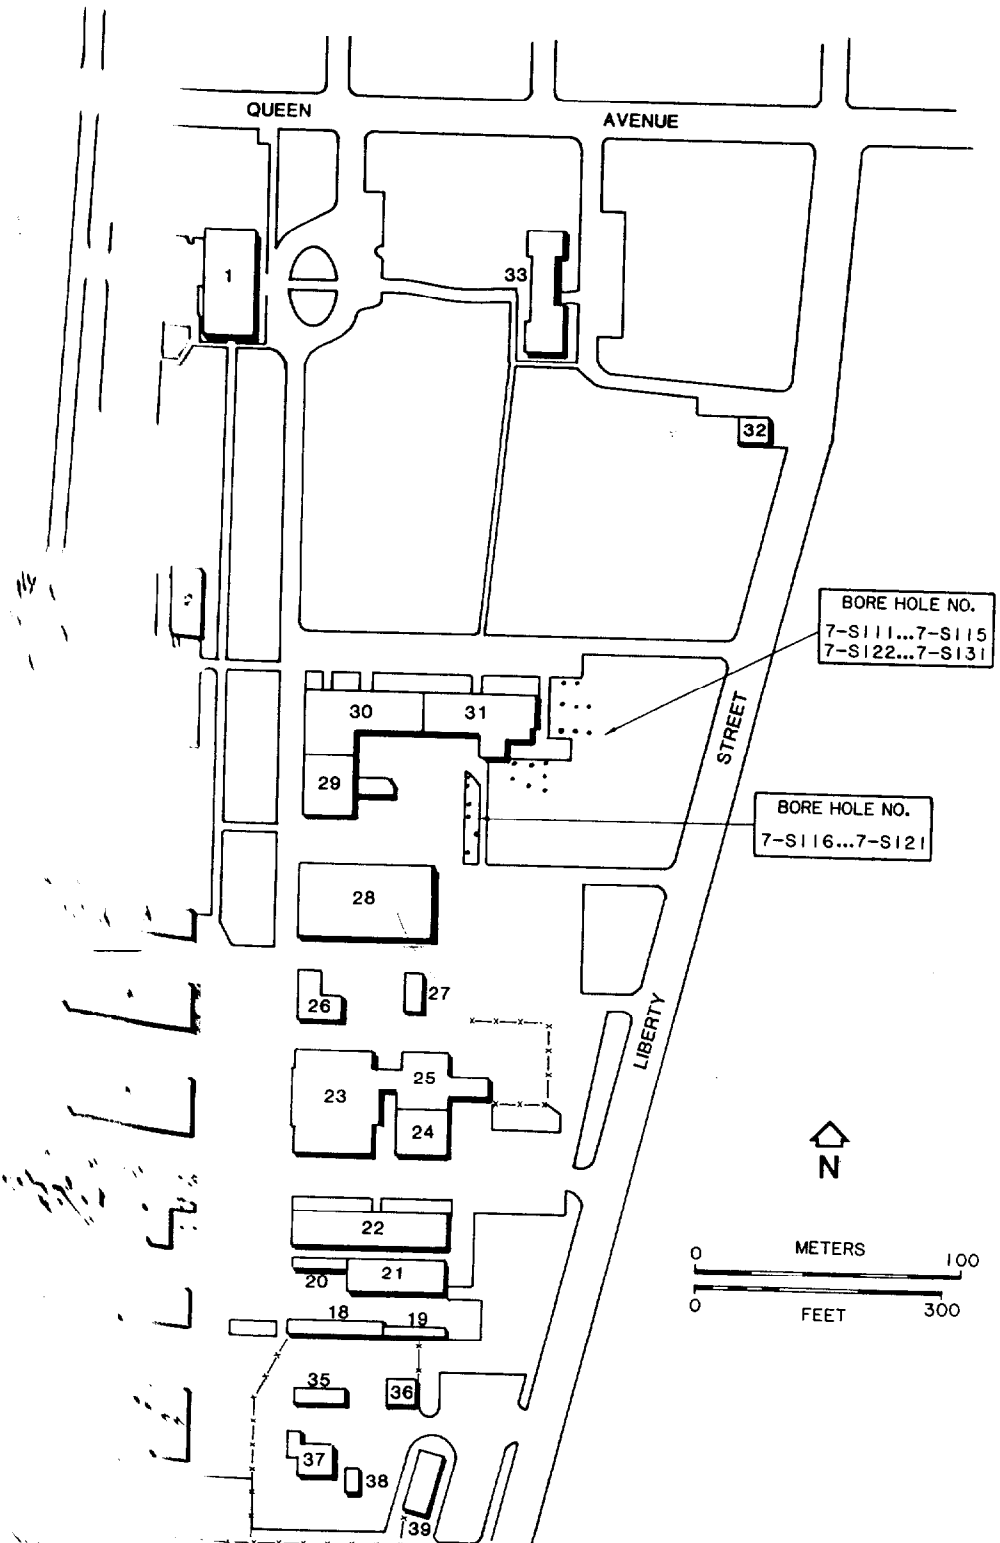 QUEEN AVENUE
1
33
32
BORE HOLE NO.
7-S111...7-S115
7-S122...7-S131
30
31
STREET
29
BORE HOLE NO.
7-S116...7-S121
28
26
27
LIBERTY
25
23
24
N
22
METERS
0 100
20
21
0 300
FEET
18
19
35
36
37
38
39